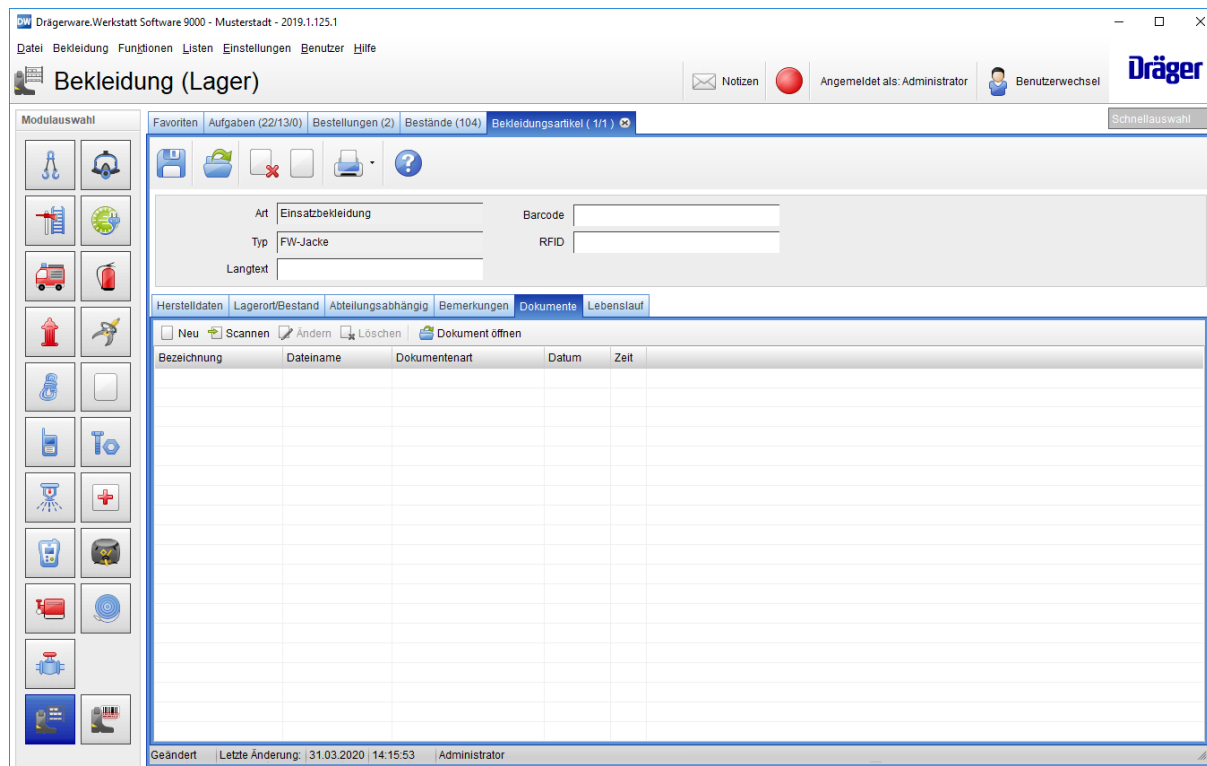 DW Drägerware.Werkstatt Software 9000 - Musterstadt - 2019.1.125.1
Datei Bekleidung Funktionen Listen Einstellungen Benutzer Hilfe
Bekleidung (Lager)
Notizen
Angemeldet als: Administrator
Benutzerwechsel
Dräger
Modulauswahl
Favoriten Aufgaben (22/13/0) Bestellungen (2) Bestände (104) Bekleidungsartikel ( 1/1 )
Schnellauswahl
Art Einsatzbekleidung Barcode
Typ FW-Jacke RFID
Langtext
Herstelldaten Lagerort/Bestand Abteilungsabhängig Bemerkungen Dokumente Lebenslauf
Neu Scannen Ändern Löschen Dokument öffnen
Bezeichnung Dateiname Dokumentenart Datum Zeit
Geändert Letzte Änderung: 31.03.2020 14:15:53 Administrator